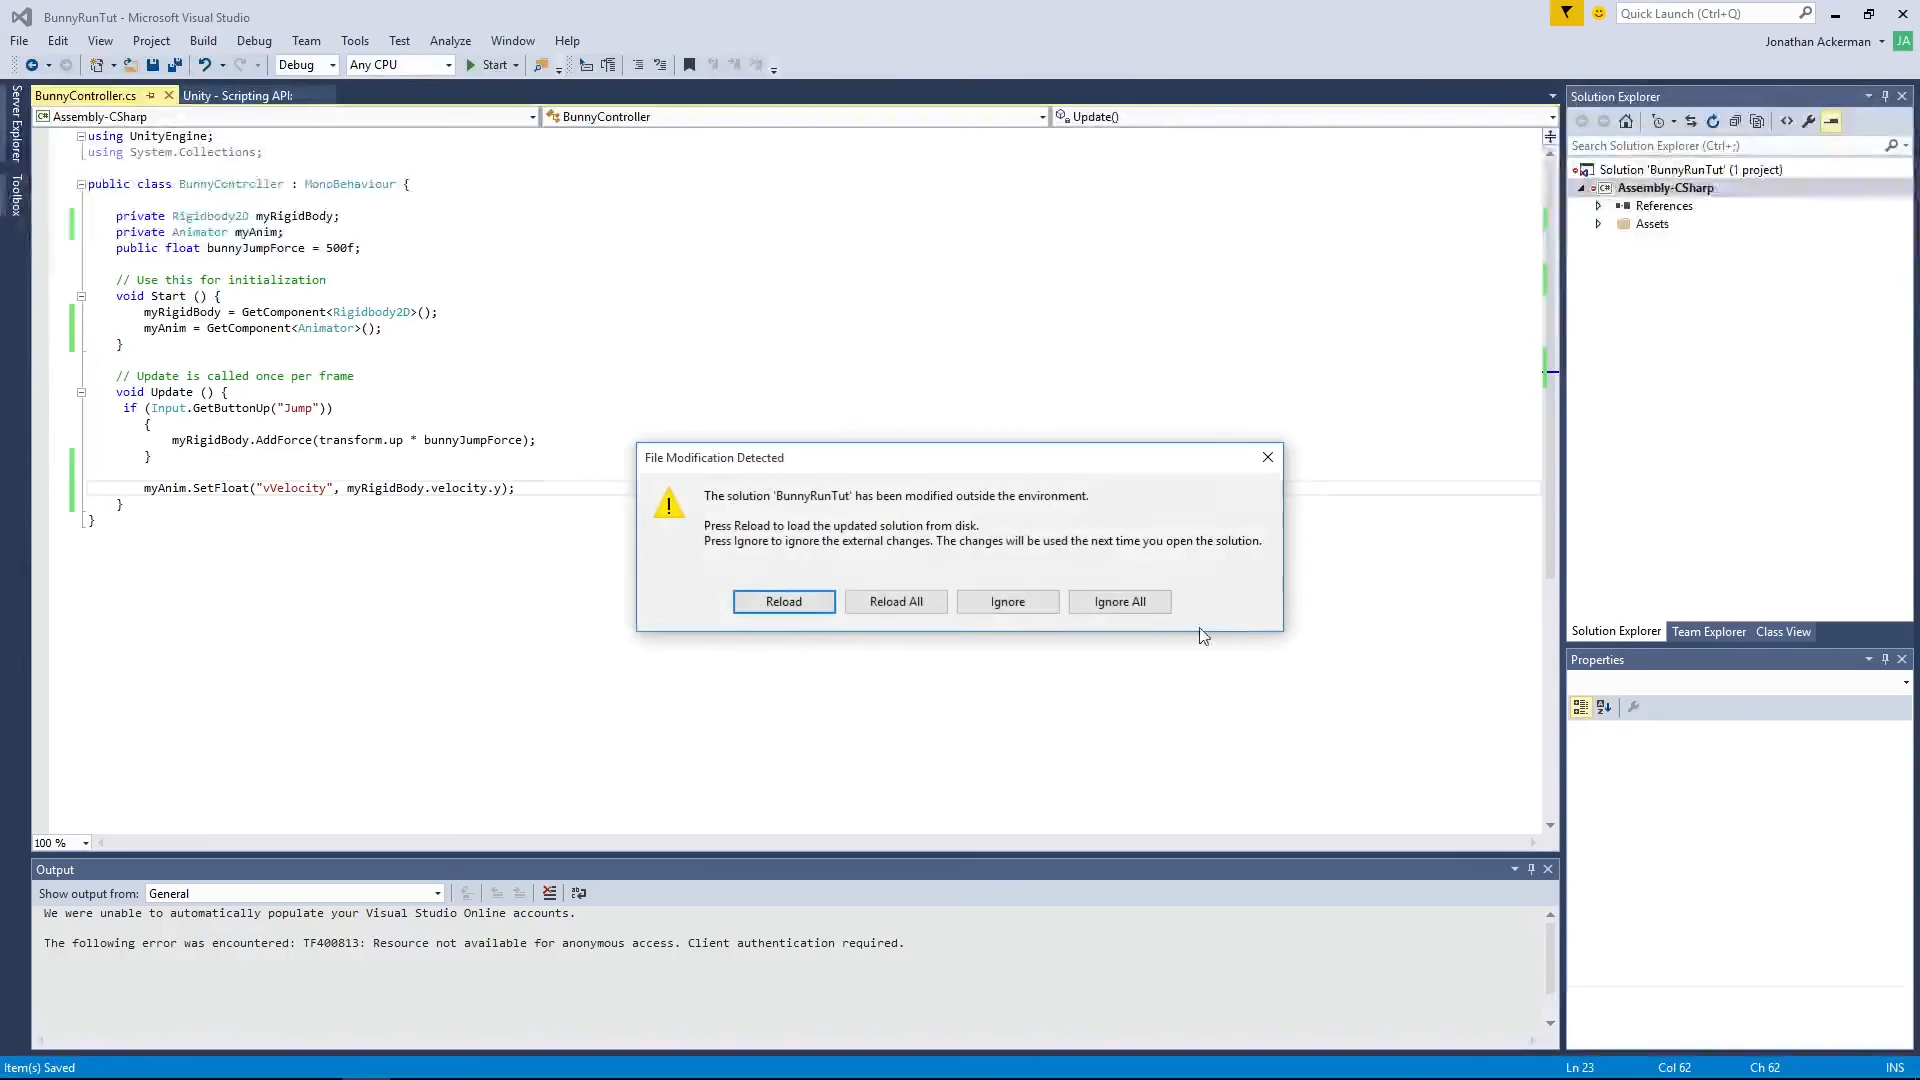 BunnyRunTut - Microsoft Visual Studio
Quick Launch (Ctrl+Q)
File Edit View Project Build Debug Team Tools Test Analyze Window Help
Jonathan Ackerman JA
Debug Any CPU Start
Server Explorer
Toolbox
BunnyController.cs Unity - Scripting API:
Assembly-CSharp BunnyController Update()
using UnityEngine;
using System.Collections;
public class BunnyController : MonoBehaviour {
private Rigidbody2D myRigidBody;
private Animator myAnim;
public float bunnyJumpForce = 500f;
// Use this for initialization
void Start () {
myRigidBody = GetComponent<Rigidbody2D>();
myAnim = GetComponent<Animator>();
}
// Update is called once per frame
void Update () {
if (Input.GetButtonUp("Jump"))
{
myRigidBody.AddForce(transform.up * bunnyJumpForce);
}
myAnim.SetFloat("vVelocity", myRigidBody.velocity.y);
}
}
File Modification Detected
The solution 'BunnyRunTut' has been modified outside the environment.
Press Reload to load the updated solution from disk.
Press Ignore to ignore the external changes. The changes will be used the next time you open the solution.
Reload Reload All Ignore Ignore All
Solution Explorer
Search Solution Explorer (Ctrl+;)
Solution 'BunnyRunTut' (1 project)
C# Assembly-CSharp
References
Assets
Solution Explorer Team Explorer Class View
Properties
100 %
Output
Show output from: General
We were unable to automatically populate your Visual Studio Online accounts.
The following error was encountered: TF400813: Resource not available for anonymous access. Client authentication required.
Item(s) Saved Ln 23 Col 62 Ch 62 INS